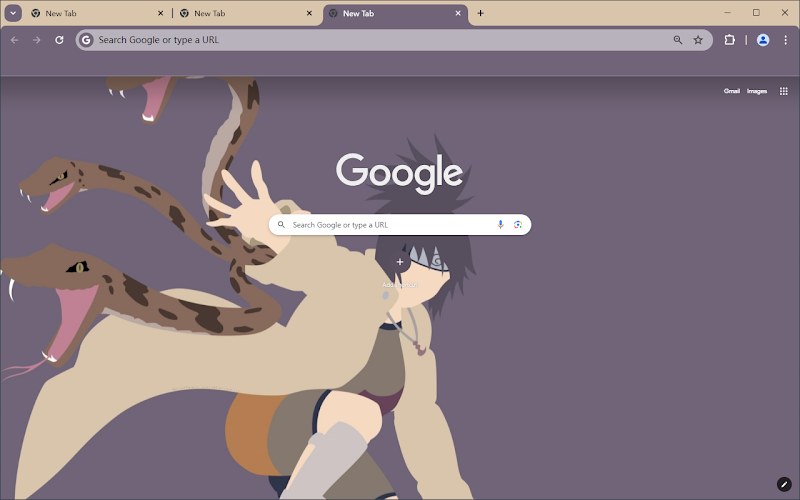 New Tab
New Tab
New Tab
Search Google or type a URL
Gmail Images
Google
Search Google or type a URL
Add shortcut